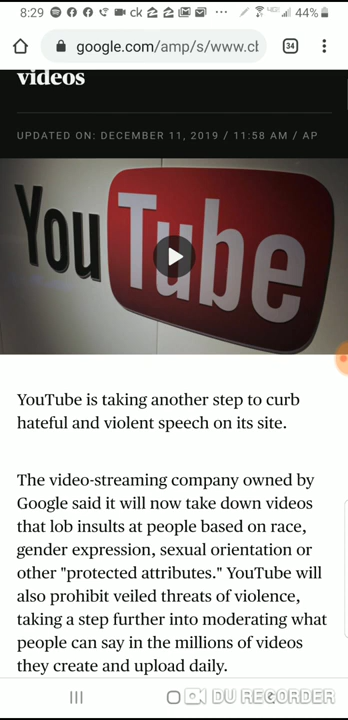 8:29 ck ... 44%
google.com/amp/s/www.cb 34
videos
UPDATED ON: DECEMBER 11, 2019 / 11:58 AM / AP
YouTube
YouTube is taking another step to curb
hateful and violent speech on its site.
The video-streaming company owned by
Google said it will now take down videos
that lob insults at people based on race,
gender expression, sexual orientation or
other "protected attributes." YouTube will
also prohibit veiled threats of violence,
taking a step further into moderating what
people can say in the millions of videos
they create and upload daily.
DU RECORDER